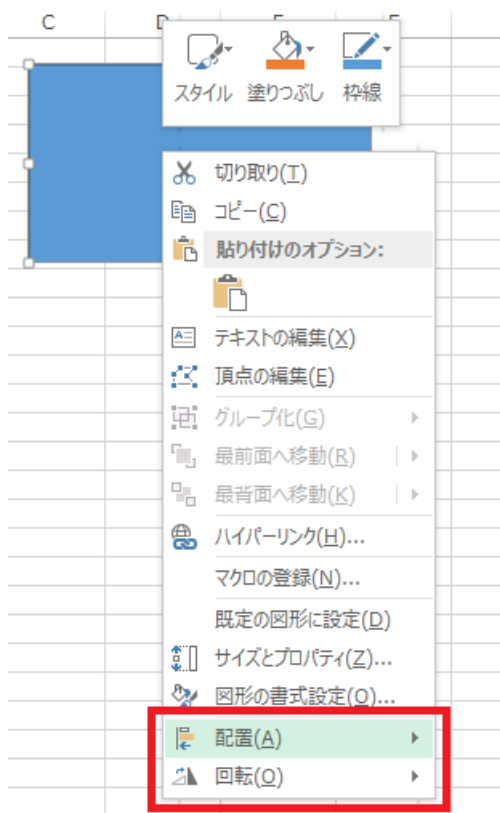 C D E F
スタイル 塗りつぶし 枠線
切り取り(T)
コピー(C)
貼り付けのオプション:
テキストの編集(X)
頂点の編集(E)
グループ化(G)
最前面へ移動(R)
最背面へ移動(K)
ハイパーリンク(H)...
マクロの登録(N)...
既定の図形に設定(D)
サイズとプロパティ(Z)...
図形の書式設定(O)...
配置(A)
回転(O)